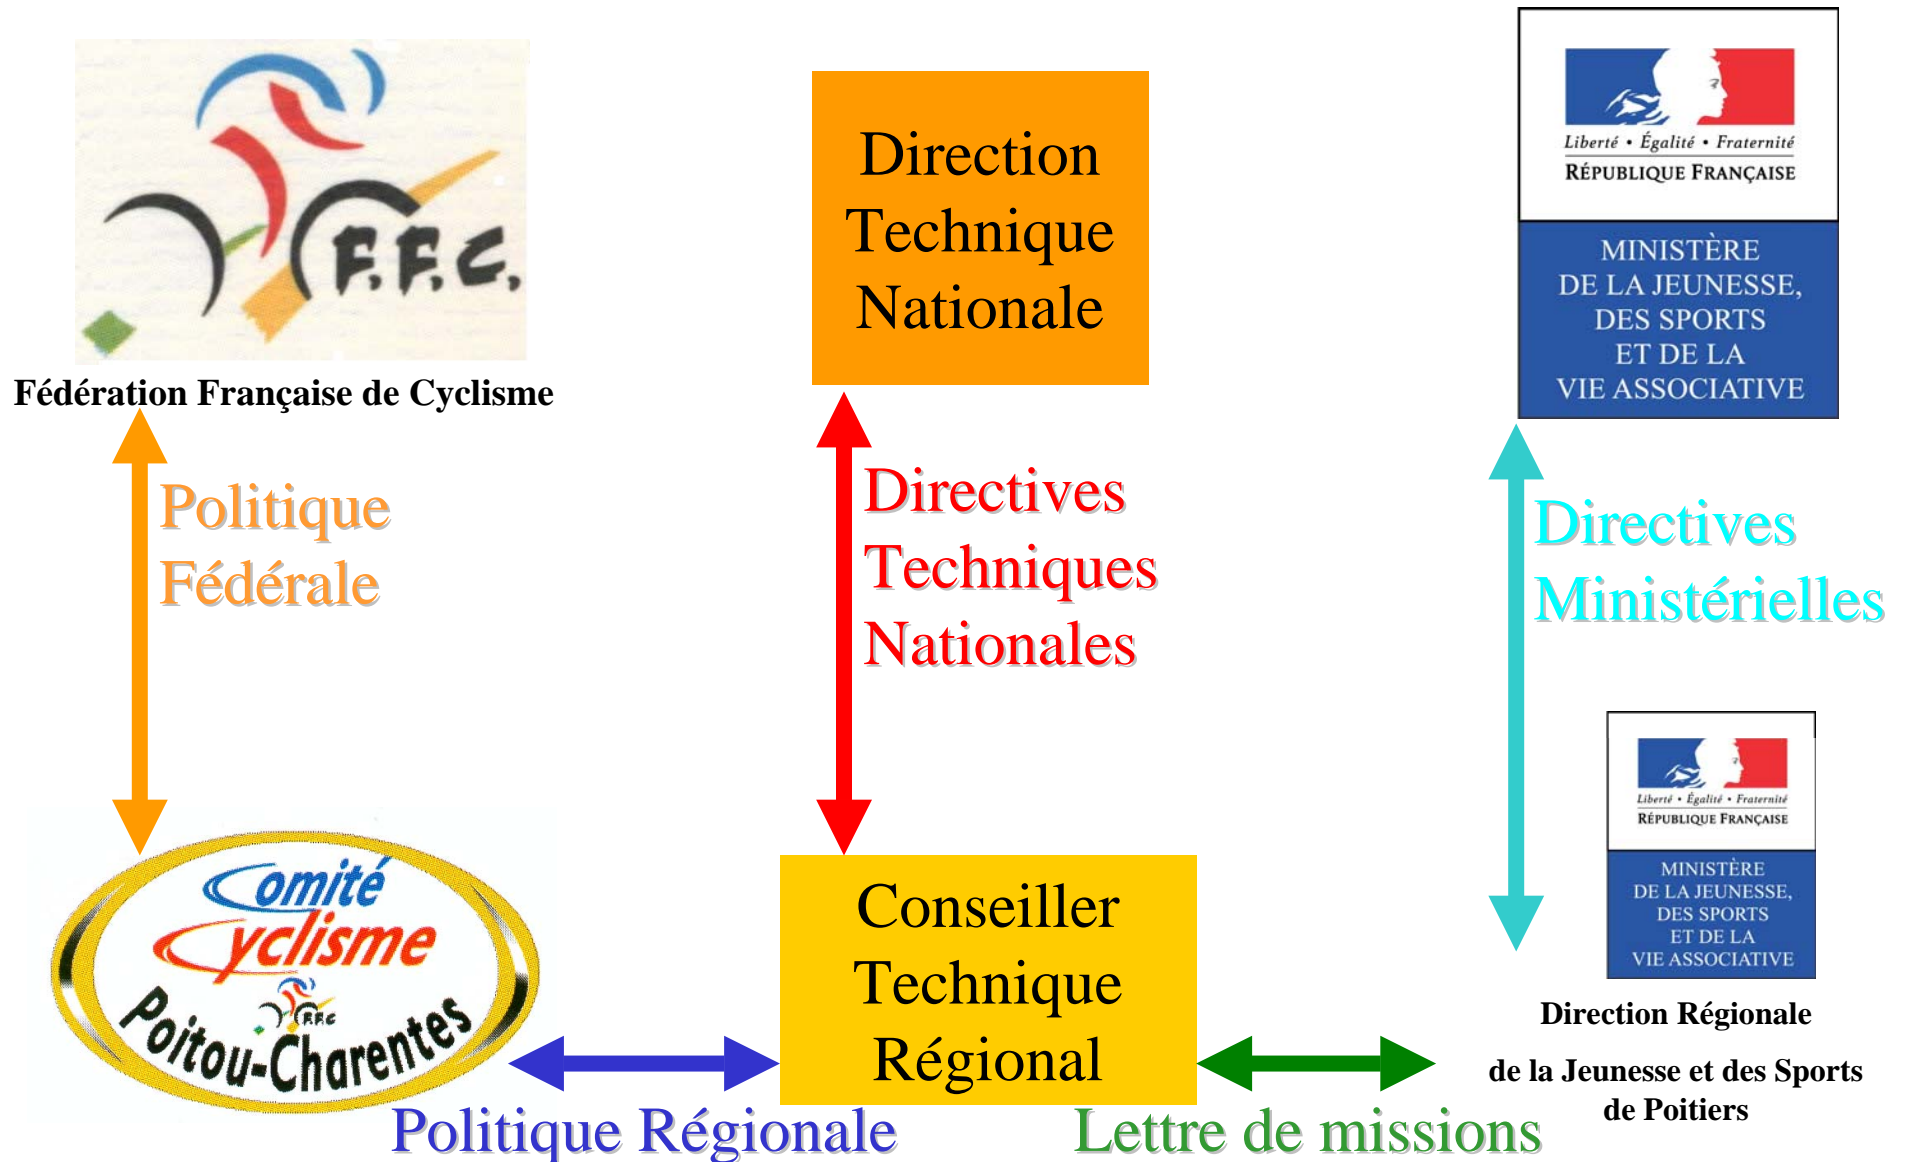 F.F.C.
Fédération Française de Cyclisme
Politique
Fédérale
Direction
Technique
Nationale
Directives
Techniques
Nationales
Liberté • Égalité • Fraternité
RÉPUBLIQUE FRANÇAISE
MINISTÈRE
DE LA JEUNESSE,
DES SPORTS
ET DE LA
VIE ASSOCIATIVE
Directives
Ministérielles
Comité
Cyclisme
F.F.C
Poitou-Charentes
Politique Régionale
Conseiller
Technique
Régional
Lettre de missions
Liberté • Égalité • Fraternité
RÉPUBLIQUE FRANÇAISE
MINISTÈRE
DE LA JEUNESSE,
DES SPORTS
ET DE LA
VIE ASSOCIATIVE
Direction Régionale
de la Jeunesse et des Sports
de Poitiers